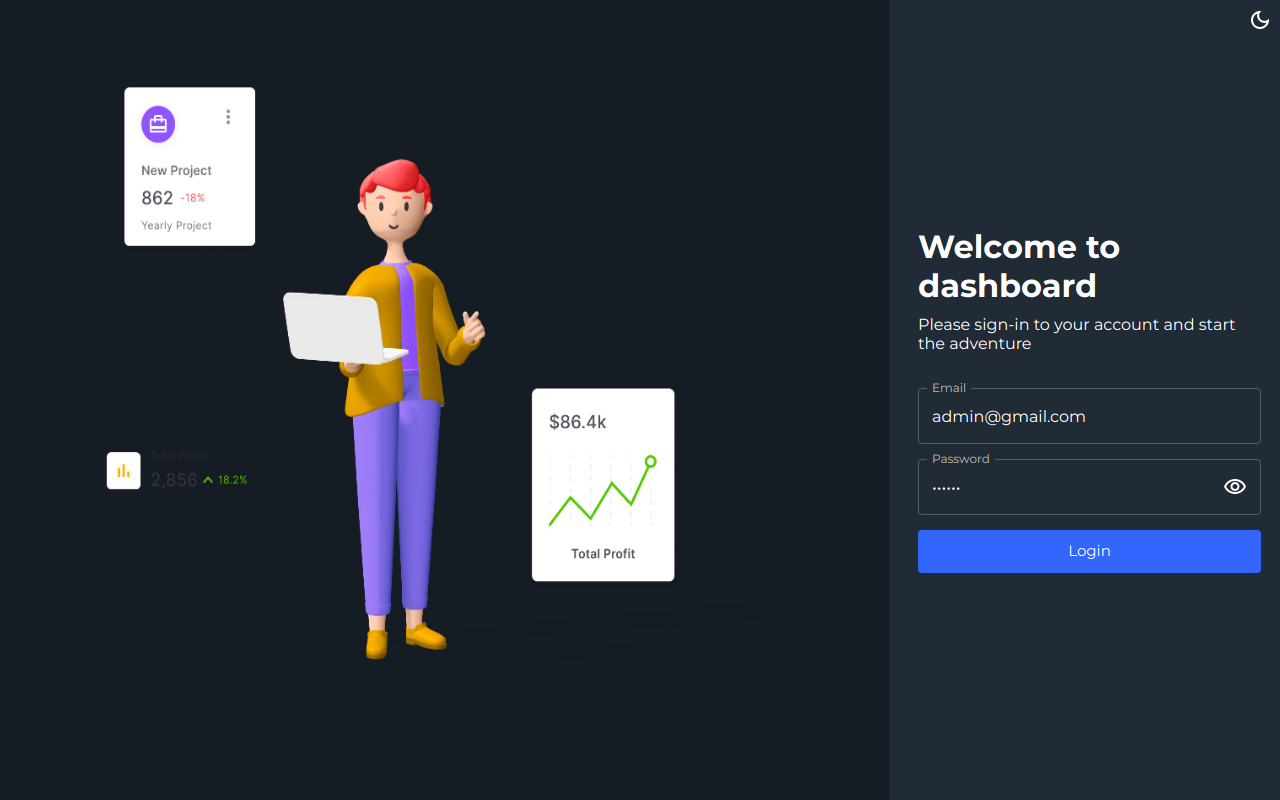 New Project
862 -18%
Yearly Project
$86.4k
Total Profit
Total Profit
2,856 18.2%
Welcome to
dashboard
Please sign-in to your account and start
the adventure
Email
admin@gmail.com
Password
••••••
Login